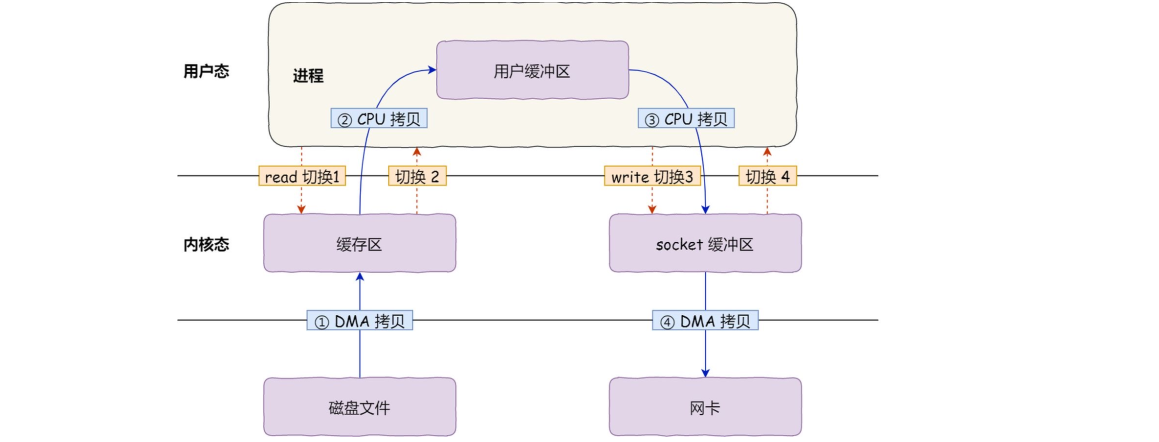 用户态
进程
用户缓冲区
② CPU 拷贝
③ CPU 拷贝
read 切换1
切换 2
write 切换3
切换 4
内核态
缓存区
socket 缓冲区
① DMA 拷贝
④ DMA 拷贝
磁盘文件
网卡